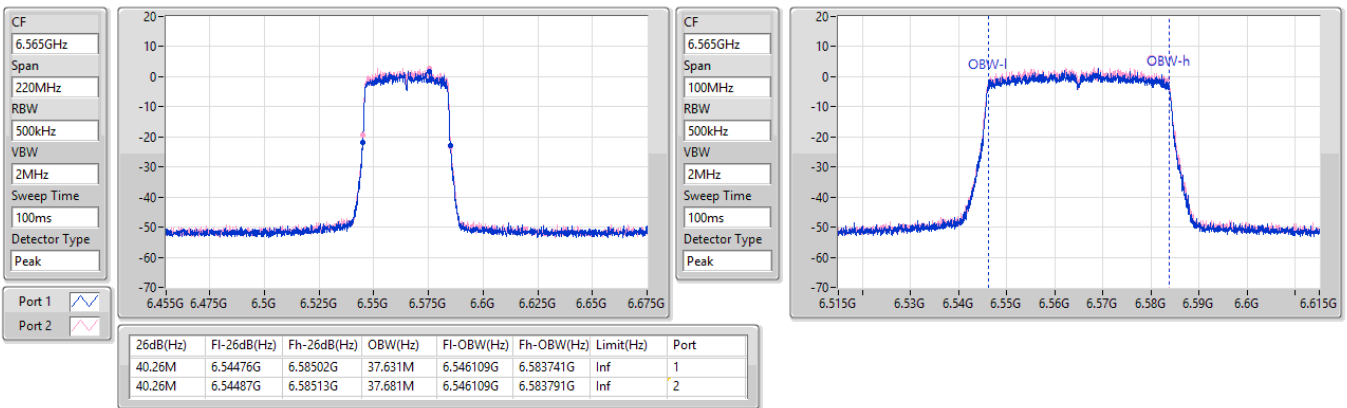 CF
6.565GHz
Span
220MHz
RBW
500kHz
VBW
2MHz
Sweep Time
100ms
Detector Type
Peak
Port 1
Port 2
20
10
0
-10
-20
-30
-40
-50
-60
-70
6.455G 6.475G 6.5G 6.525G 6.55G 6.575G 6.6G 6.625G 6.65G 6.675G
CF
6.565GHz
Span
100MHz
RBW
500kHz
VBW
2MHz
Sweep Time
100ms
Detector Type
Peak
20
10
0
-10
-20
-30
-40
-50
-60
-70
OBW-l
OBW-h
6.515G 6.53G 6.54G 6.55G 6.56G 6.57G 6.58G 6.59G 6.6G 6.615G
26dB(Hz) Fl-26dB(Hz) Fh-26dB(Hz) OBW(Hz) Fl-OBW(Hz) Fh-OBW(Hz) Limit(Hz) Port
40.26M 6.54476G 6.58502G 37.631M 6.546109G 6.583741G Inf 1
40.26M 6.54487G 6.58513G 37.681M 6.546109G 6.583791G Inf 2